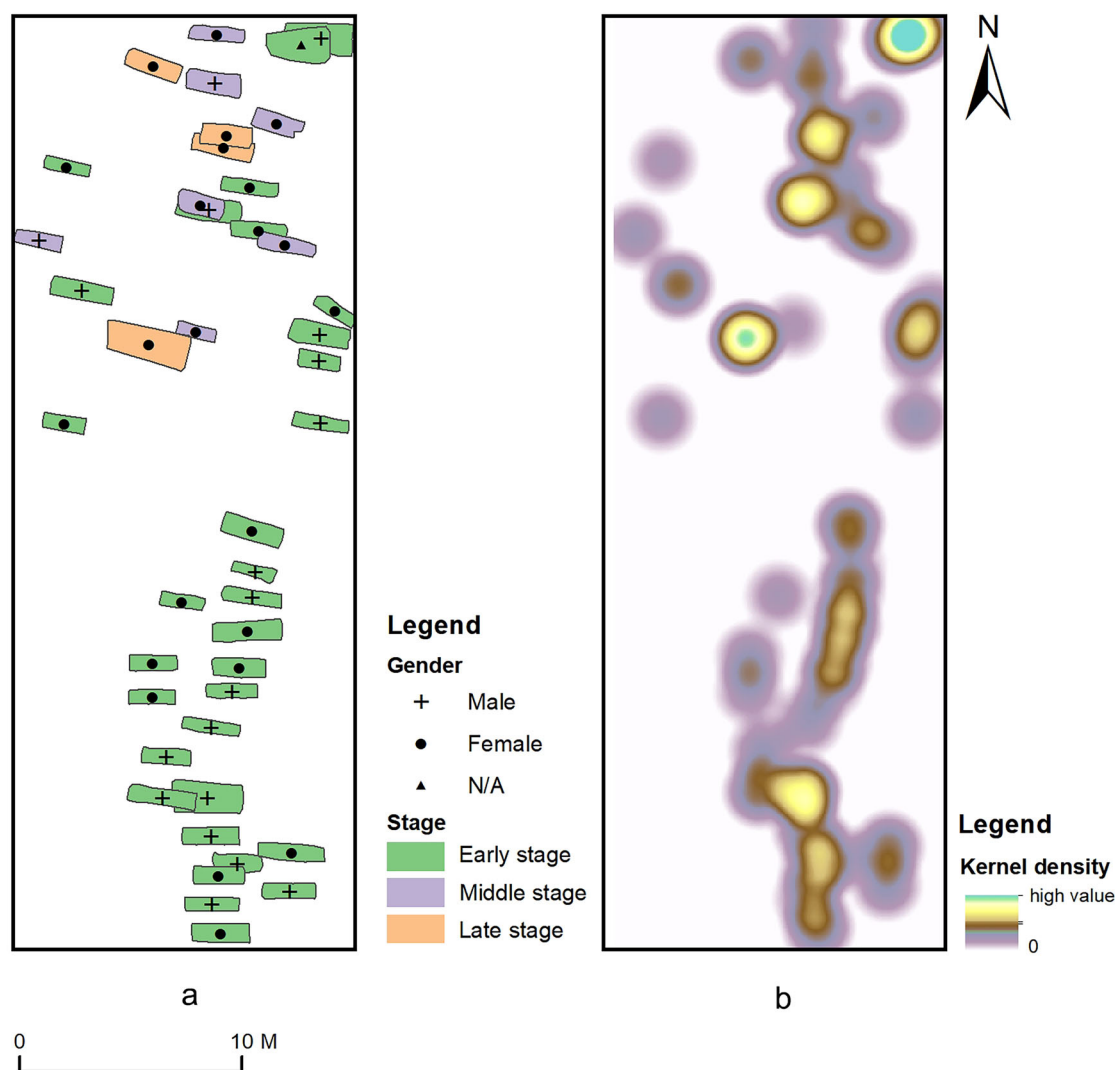 N
Legend
Gender
Male
Female
N/A
Stage
Early stage
Middle stage
Late stage
Legend
Kernel density
high value
0
a
b
0 10 M